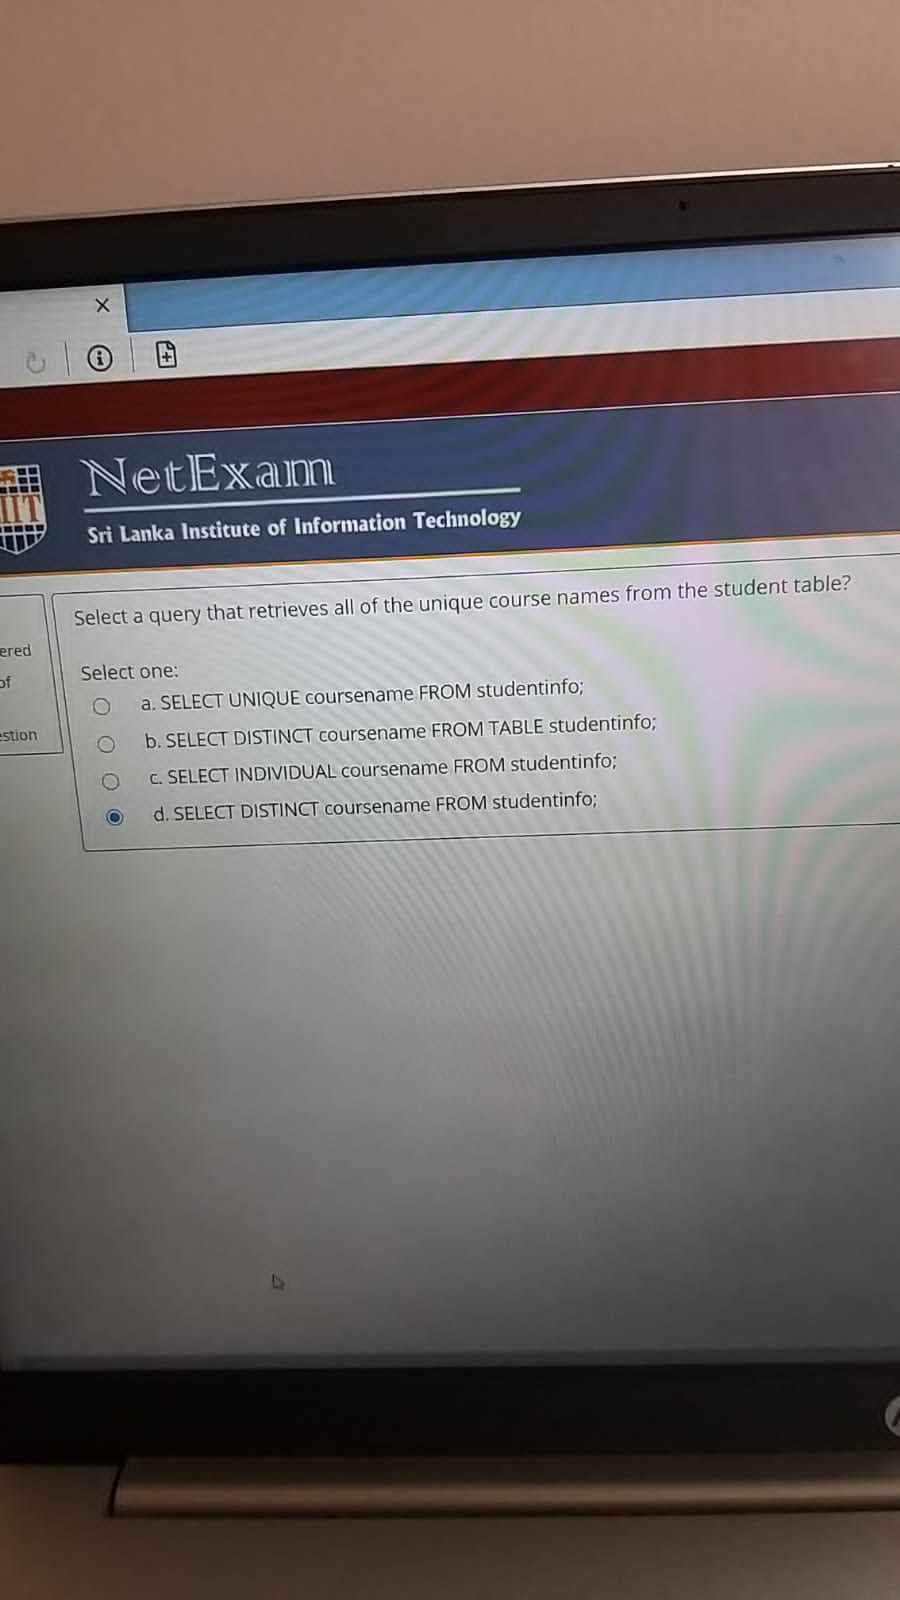 NetExam
IIT
Sri Lanka Institute of Information Technology
ered
of
estion
Select a query that retrieves all of the unique course names from the student table?
Select one:
a. SELECT UNIQUE coursename FROM studentinfo;
b. SELECT DISTINCT coursename FROM TABLE studentinfo;
c. SELECT INDIVIDUAL coursename FROM studentinfo;
d. SELECT DISTINCT coursename FROM studentinfo;